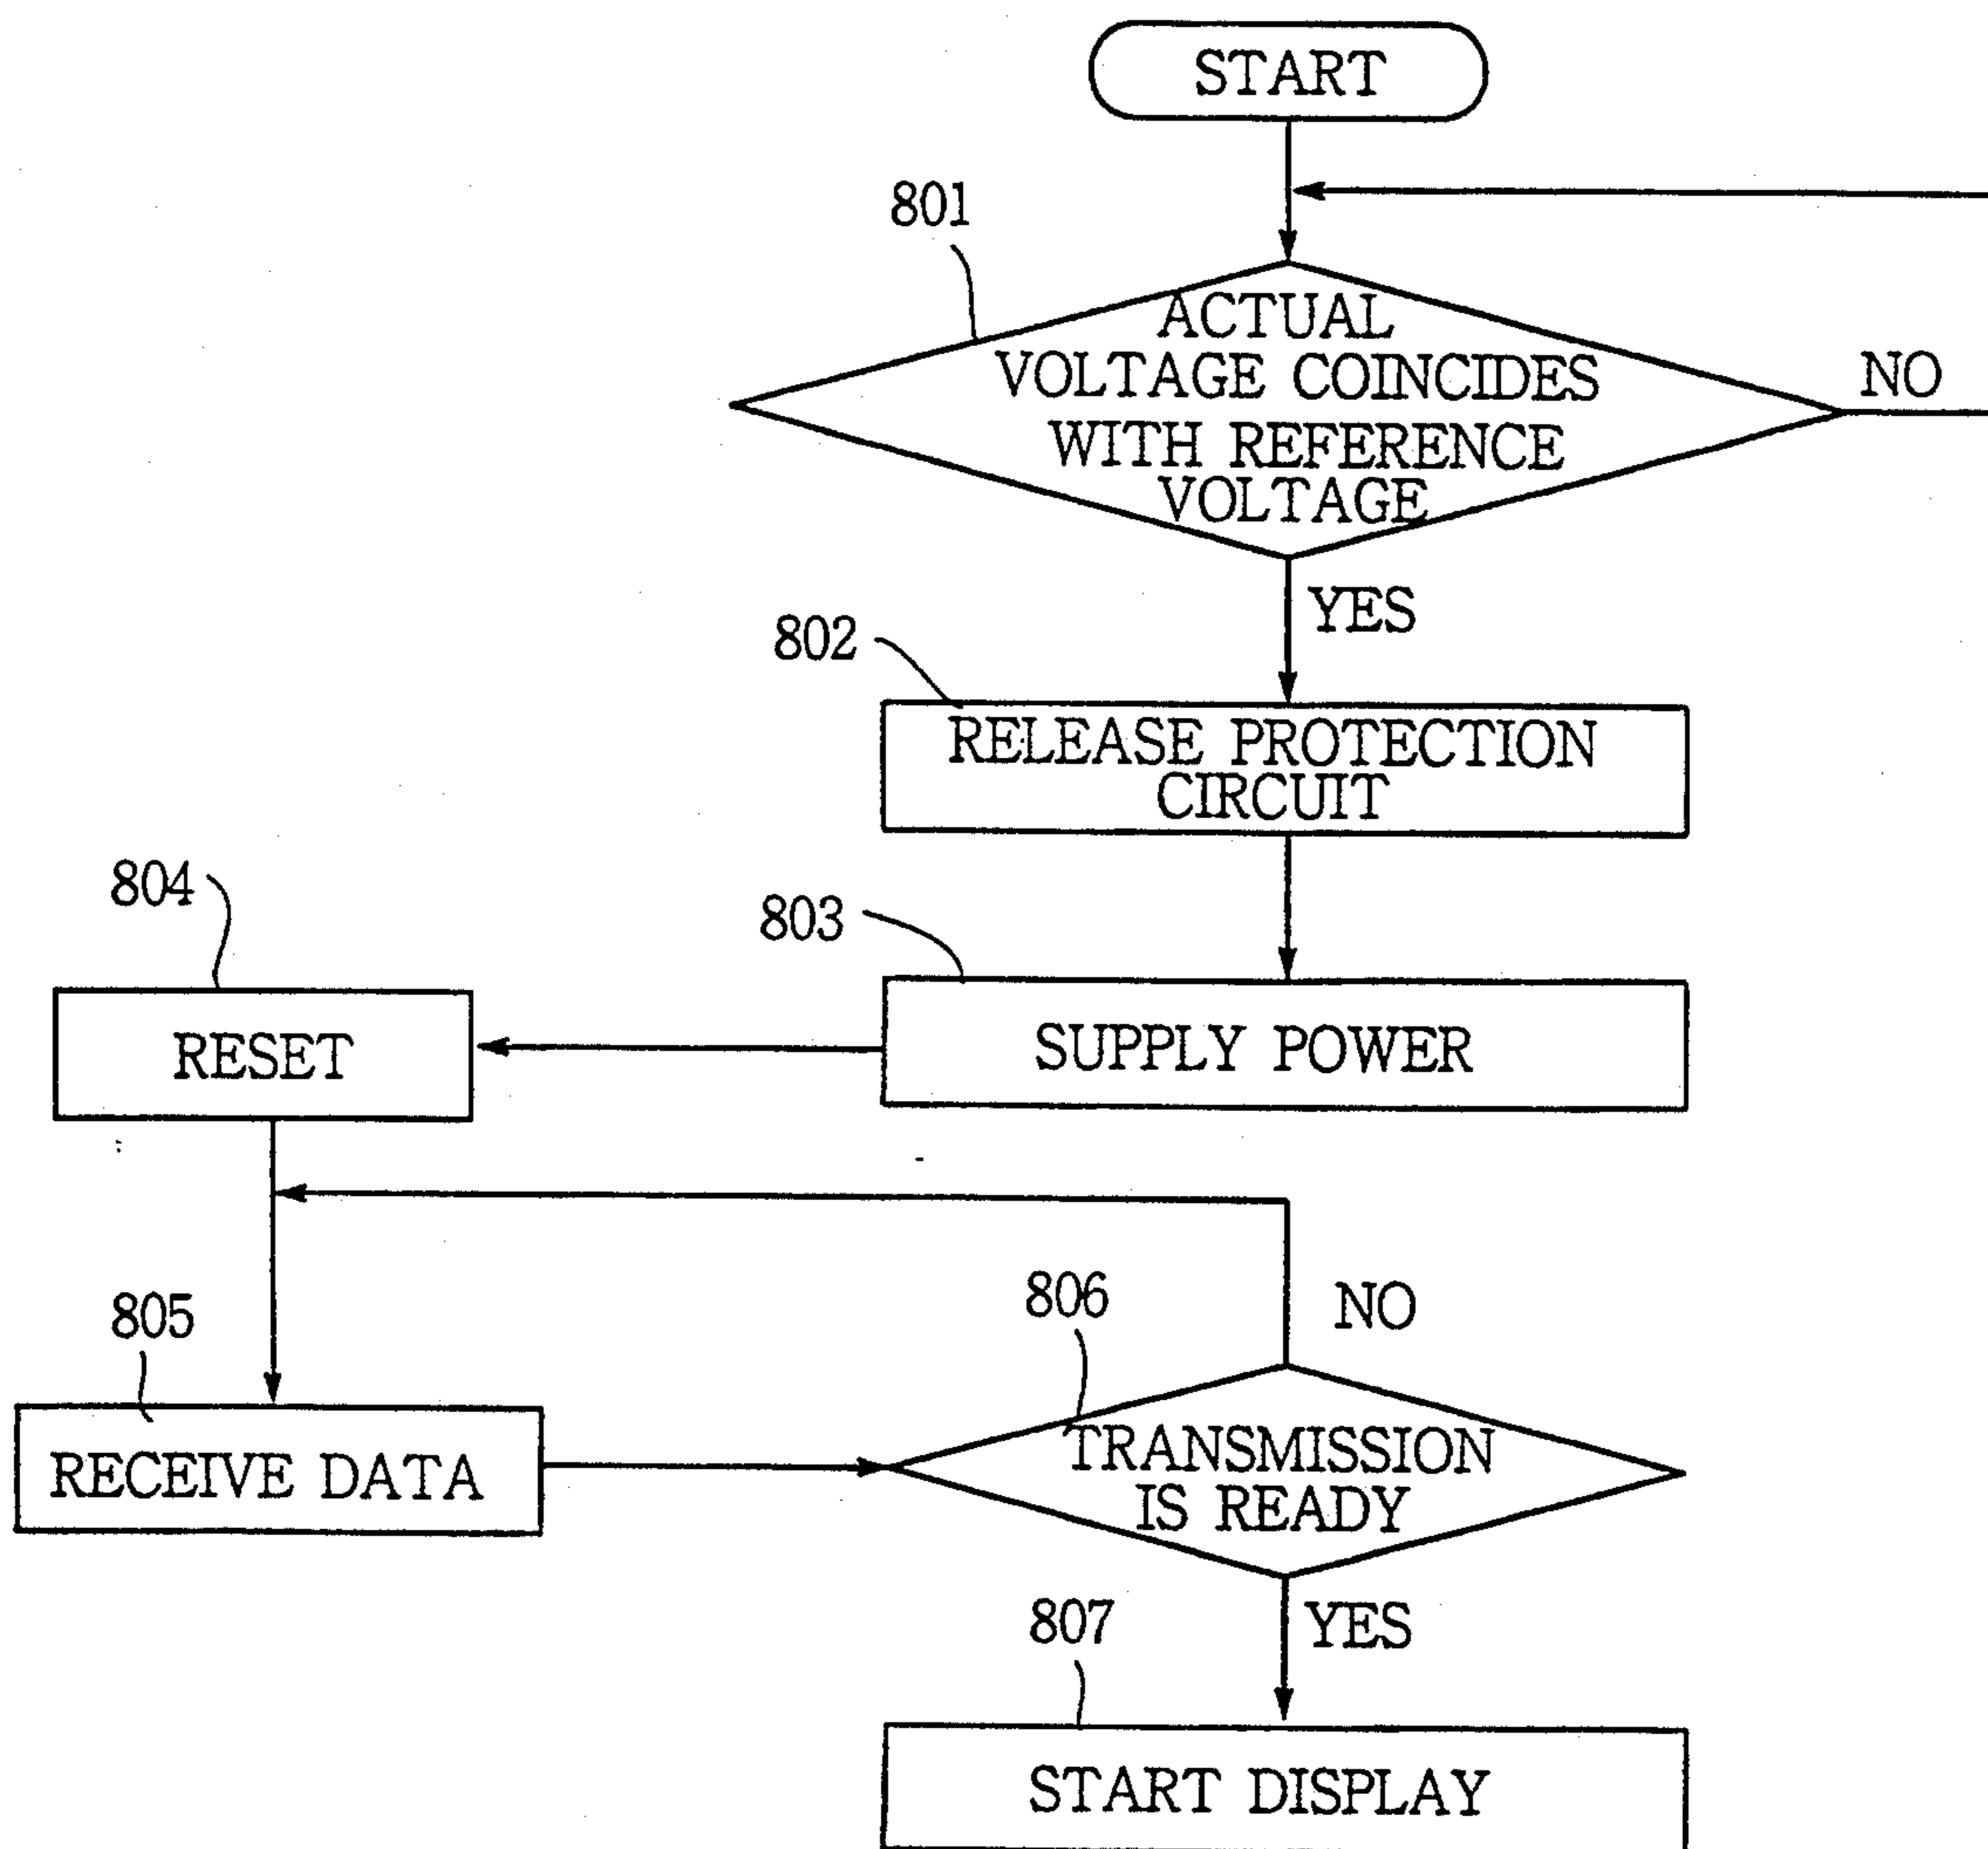 START
801
ACTUAL
VOLTAGE COINCIDES
WITH REFERENCE
VOLTAGE
NO
YES
802
RELEASE PROTECTION
CIRCUIT
803
SUPPLY POWER
804
RESET
805
RECEIVE DATA
806
NO
TRANSMISSION
IS READY
YES
807
START DISPLAY